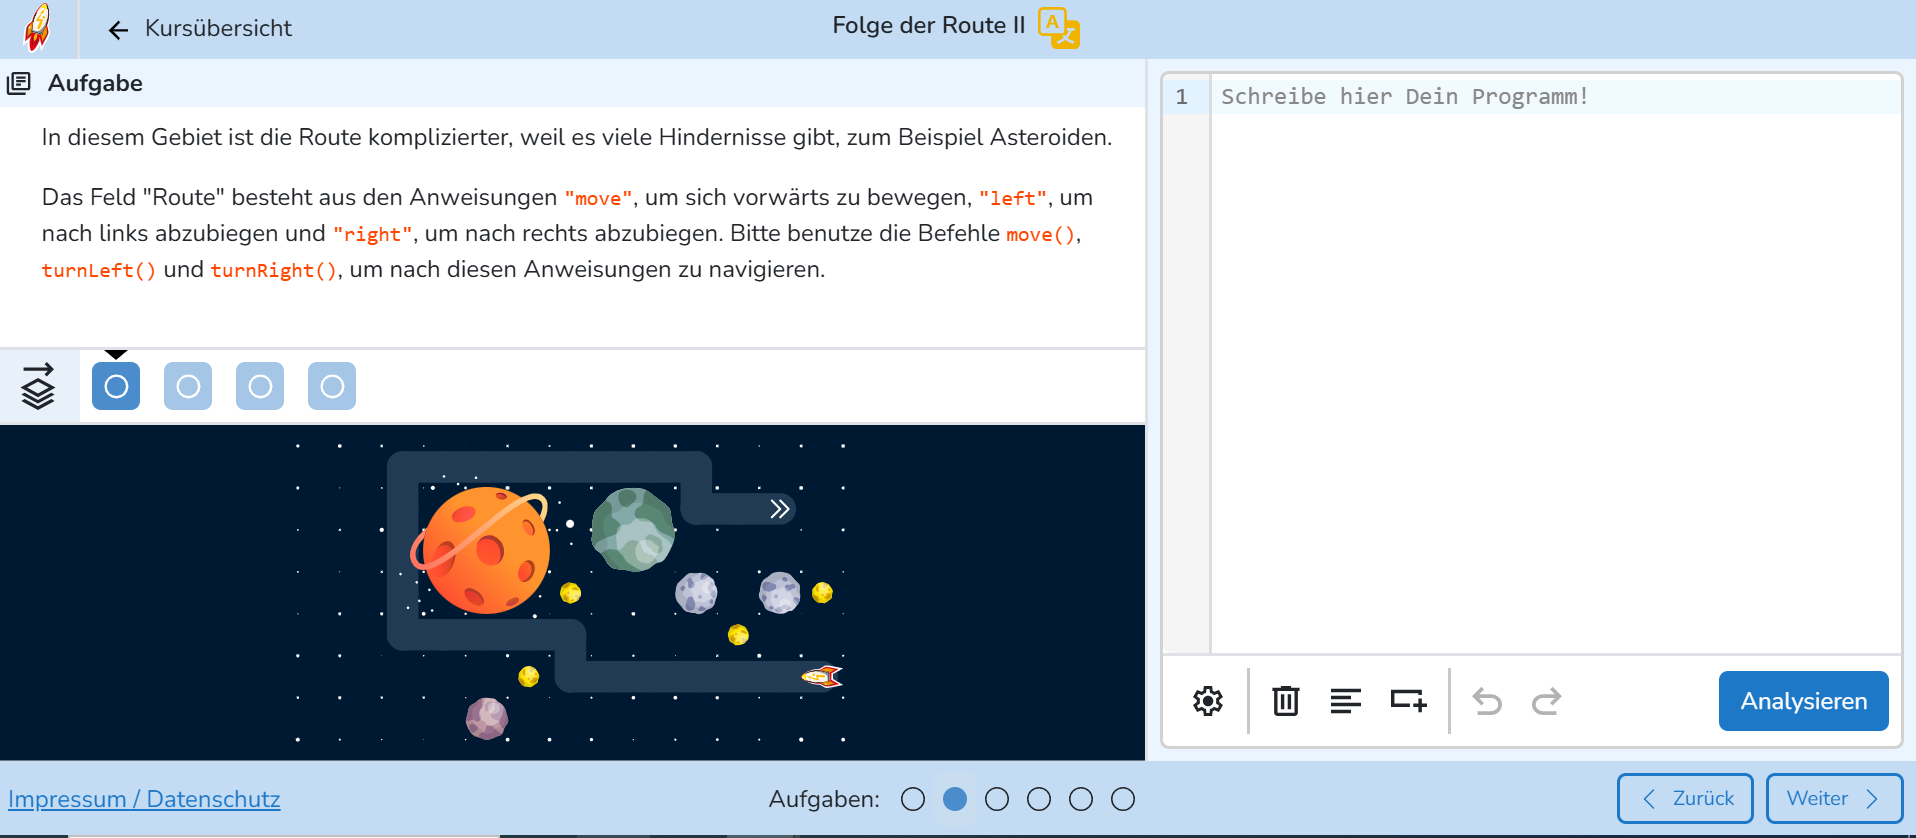 Kursübersicht
Folge der Route II
A
文
Aufgabe
In diesem Gebiet ist die Route komplizierter, weil es viele Hindernisse gibt, zum Beispiel Asteroiden.
Das Feld "Route" besteht aus den Anweisungen "move", um sich vorwärts zu bewegen, "left", um
nach links abzubiegen und "right", um nach rechts abzubiegen. Bitte benutze die Befehle move(),
turnLeft() und turnRight(), um nach diesen Anweisungen zu navigieren.
1 Schreibe hier Dein Programm!
Analysieren
Impressum / Datenschutz
Aufgaben:
Zurück
Weiter